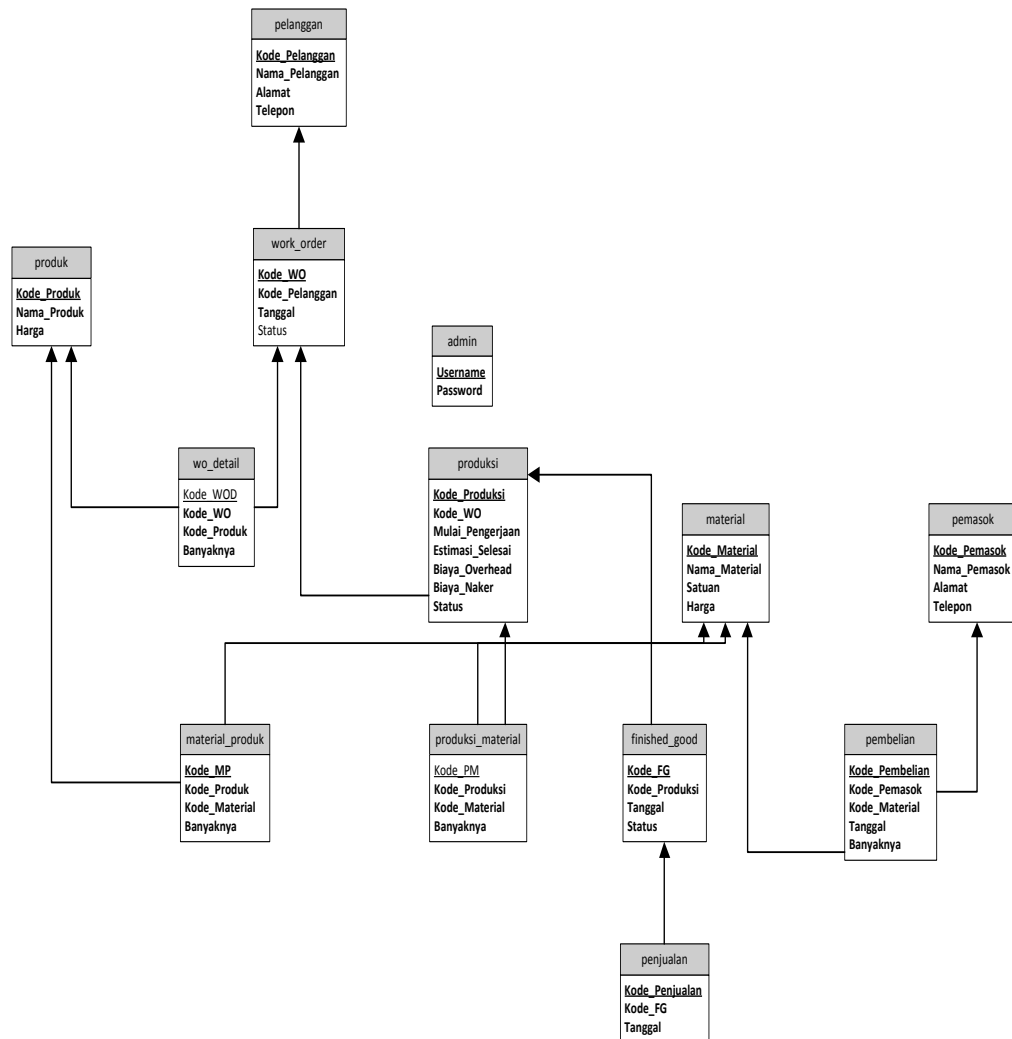 pelanggan
Kode_Pelanggan
Nama_Pelanggan
Alamat
Telepon
work_order
Kode_WO
Kode_Pelanggan
Tanggal
Status
produk
Kode_Produk
Nama_Produk
Harga
admin
Username
Password
wo_detail
Kode_WOD
Kode_WO
Kode_Produk
Banyaknya
produksi
Kode_Produksi
Kode_WO
Mulai_Pengerjaan
Estimasi_Selesai
Biaya_Overhead
Biaya_Naker
Status
material
Kode_Material
Nama_Material
Satuan
Harga
pemasok
Kode_Pemasok
Nama_Pemasok
Alamat
Telepon
material_produk
Kode_MP
Kode_Produk
Kode_Material
Banyaknya
produksi_material
Kode_PM
Kode_Produksi
Kode_Material
Banyaknya
finished_good
Kode_FG
Kode_Produksi
Tanggal
Status
pembelian
Kode_Pembelian
Kode_Pemasok
Kode_Material
Tanggal
Banyaknya
penjualan
Kode_Penjualan
Kode_FG
Tanggal